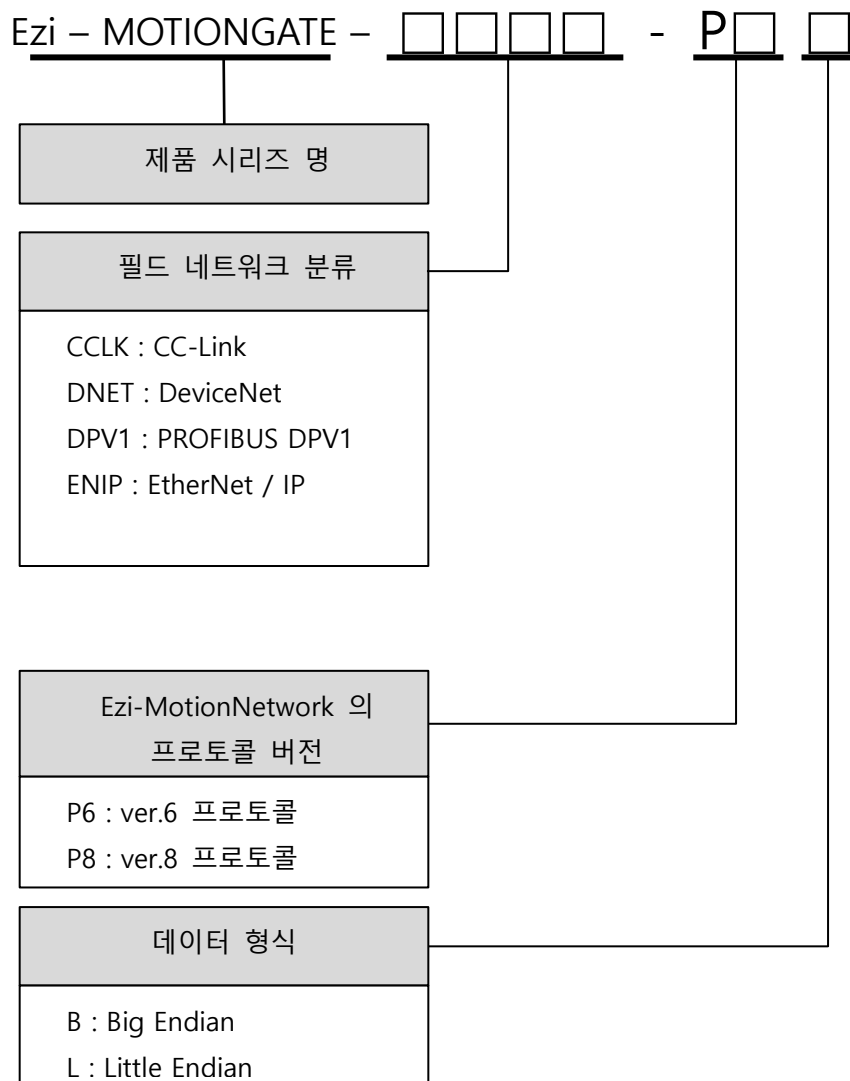 Ezi – MOTIONGATE – □□□□ - P□ □
제품 시리즈 명
필드 네트워크 분류
CCLK : CC-Link
DNET : DeviceNet
DPV1 : PROFIBUS DPV1
ENIP : EtherNet / IP
Ezi-MotionNetwork 의
프로토콜 버전
P6 : ver.6 프로토콜
P8 : ver.8 프로토콜
데이터 형식
B : Big Endian
L : Little Endian